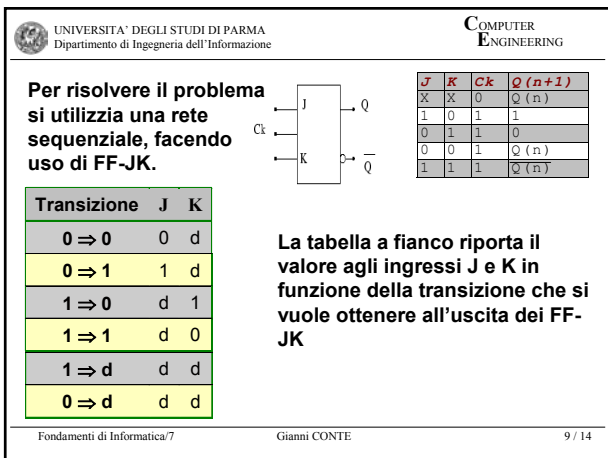 UNIVERSITA' DEGLI STUDI DI PARMA
Dipartimento di Ingegneria dell'Informazione
COMPUTER
ENGINEERING
Per risolvere il problema
si utilizzia una rete
sequenziale, facendo
uso di FF-JK.
J Q
Ck
K Q
J K Ck Q(n+1)
X X 0 Q(n)
1 0 1 1
0 1 1 0
0 0 1 Q(n)
1 1 1 Q(n)
Transizione J K
0 ⇒ 0 0 d
0 ⇒ 1 1 d
1 ⇒ 0 d 1
1 ⇒ 1 d 0
1 ⇒ d d d
0 ⇒ d d d
La tabella a fianco riporta il
valore agli ingressi J e K in
funzione della transizione che si
vuole ottenere all'uscita dei FF-
JK
Fondamenti di Informatica/7 Gianni CONTE 9 / 14